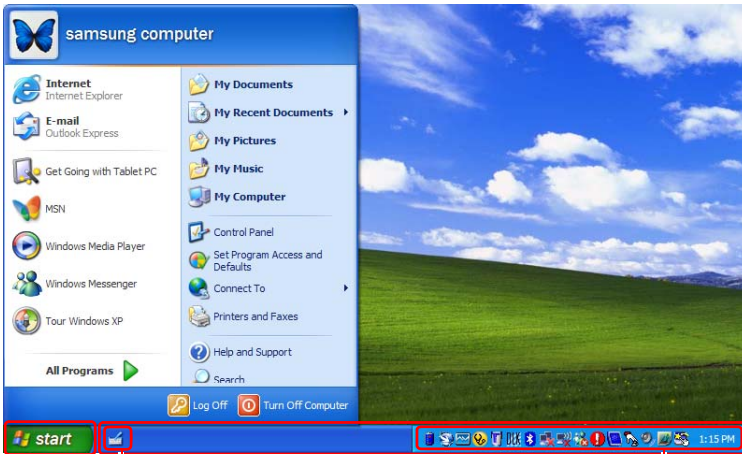 samsung computer
Internet
Internet Explorer
E-mail
Outlook Express
Get Going with Tablet PC
MSN
Windows Media Player
Windows Messenger
Tour Windows XP
All Programs
My Documents
My Recent Documents
My Pictures
My Music
My Computer
Control Panel
Set Program Access and
Defaults
Connect To
Printers and Faxes
Help and Support
Search
Log Off
Turn Off Computer
start
1:15 PM